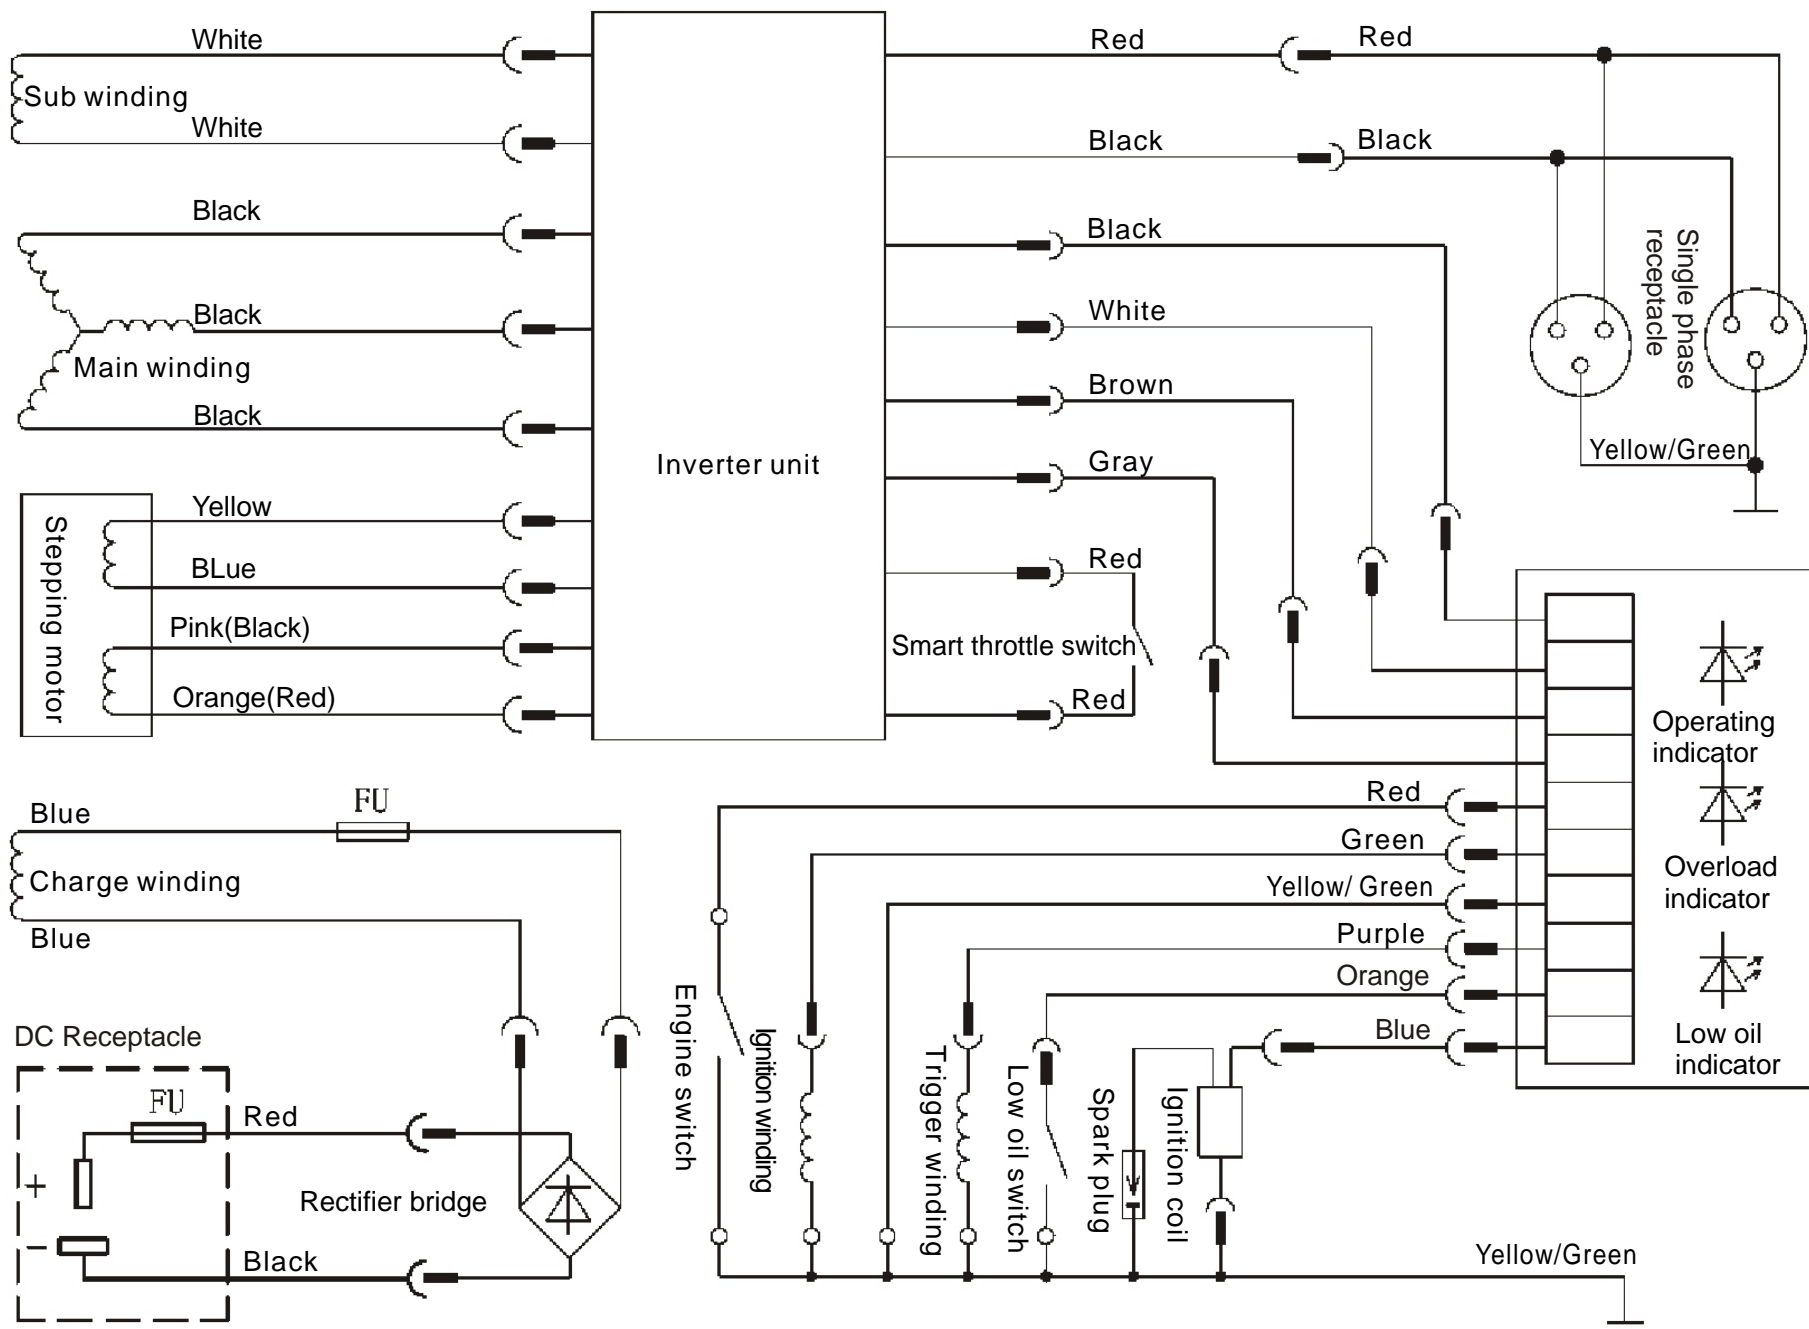 White
Sub winding
White
Black
Black
Main winding
Black
Stepping motor
Yellow
BLue
Pink(Black)
Orange(Red)
Inverter unit
Red
Red
Black
Black
Black
White
Brown
Gray
Red
Smart throttle switch
Red
Single phase
receptacle
Yellow/Green
Operating
indicator
Overload
indicator
Low oil
indicator
Red
Green
Yellow/ Green
Purple
Orange
Blue
Blue
FU
Charge winding
Blue
DC Receptacle
FU
Red
+
Rectifier bridge
−
Black
Engine switch
Ignition winding
Trigger winding
Low oil switch
Spark plug
Ignition coil
Yellow/Green